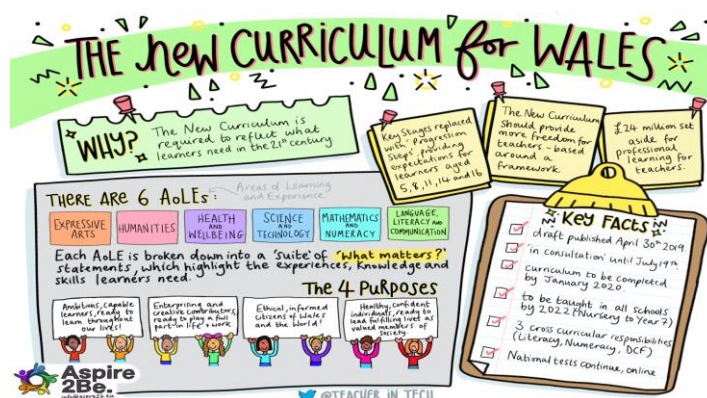 THE new CURRICULUM for WALES
WHY?
The New Curriculum is
required to reflect what
learners need in the 21st century
Key Stages replaced
with 'Progression
Steps', providing
expectations for
learners aged
5, 8, 11, 14 and 16
The New Curriculum
should provide
more freedom for
teachers - based
around a
framework.
£24 million set
aside for
professional
learning for
teachers.
THERE ARE 6 AoLEs:
Areas of Learning
and Experience
EXPRESSIVE
ARTS
HUMANITIES
HEALTH
AND
WELLBEING
SCIENCE
AND
TECHNOLOGY
MATHEMATICS
AND
NUMERACY
LANGUAGE,
LITERACY AND
COMMUNICATION
Each AoLE is broken down into a 'suite' of 'What matters?'
statements, which highlight the experiences, knowledge and
skills learners need.
The 4 PURPOSES
Ambitious, capable
learners, ready to
learn throughout
our lives!
Enterprising and
creative contributors,
ready to play a full
part in life + work
Ethical, informed
citizens of Wales
and the World!
Healthy, confident
individuals, ready to
lead fulfilling lives as
valued members of
society.
KEY FACTS
draft published April 30th 2019.
'in consultation' until July 19th.
curriculum to be completed
by January 2020.
to be taught in all schools
by 2022 (Nursery to Year 7)
3 cross curricular responsibilities
(Literacy, Numeracy, DCF)
National tests continue, online
Aspire
2Be.
@TEACHER_IN_TECH